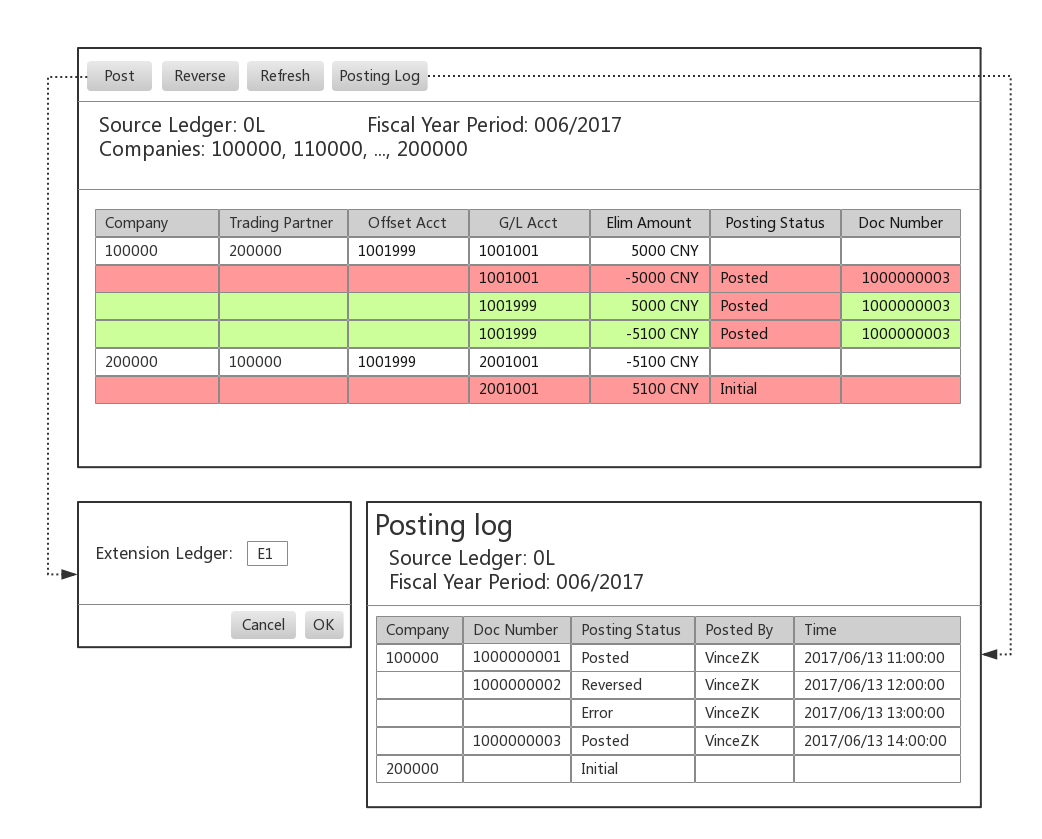 Post Reverse Refresh Posting Log
Source Ledger: 0L Fiscal Year Period: 006/2017
Companies: 100000, 110000, ..., 200000
Company Trading Partner Offset Acct G/L Acct Elim Amount Posting Status Doc Number
100000 200000 1001999 1001001 5000 CNY
1001001 -5000 CNY Posted 1000000003
1001999 5000 CNY Posted 1000000003
1001999 -5100 CNY Posted 1000000003
200000 100000 1001999 2001001 -5100 CNY
2001001 5100 CNY Initial
Extension Ledger: E1
Cancel OK
Posting log
Source Ledger: 0L
Fiscal Year Period: 006/2017
Company Doc Number Posting Status Posted By Time
100000 1000000001 Posted VinceZK 2017/06/13 11:00:00
1000000002 Reversed VinceZK 2017/06/13 12:00:00
Error VinceZK 2017/06/13 13:00:00
1000000003 Posted VinceZK 2017/06/13 14:00:00
200000 Initial